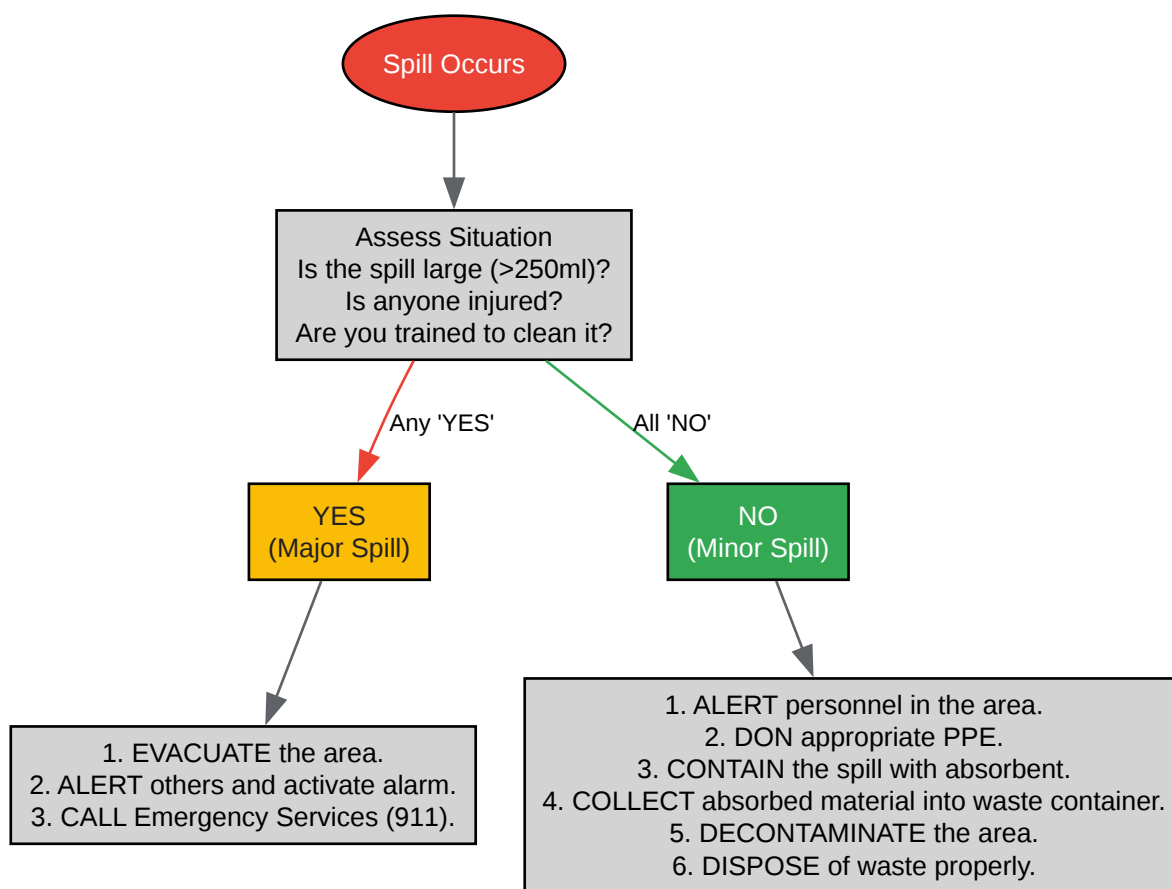 Spill Occurs
Assess Situation
Is the spill large (>250ml)?
Is anyone injured?
Are you trained to clean it?
Any 'YES'
All 'NO'
YES
(Major Spill)
NO
(Minor Spill)
1. EVACUATE the area.
2. ALERT others and activate alarm.
3. CALL Emergency Services (911).
1. ALERT personnel in the area.
2. DON appropriate PPE.
3. CONTAIN the spill with absorbent.
4. COLLECT absorbed material into waste container.
5. DECONTAMINATE the area.
6. DISPOSE of waste properly.